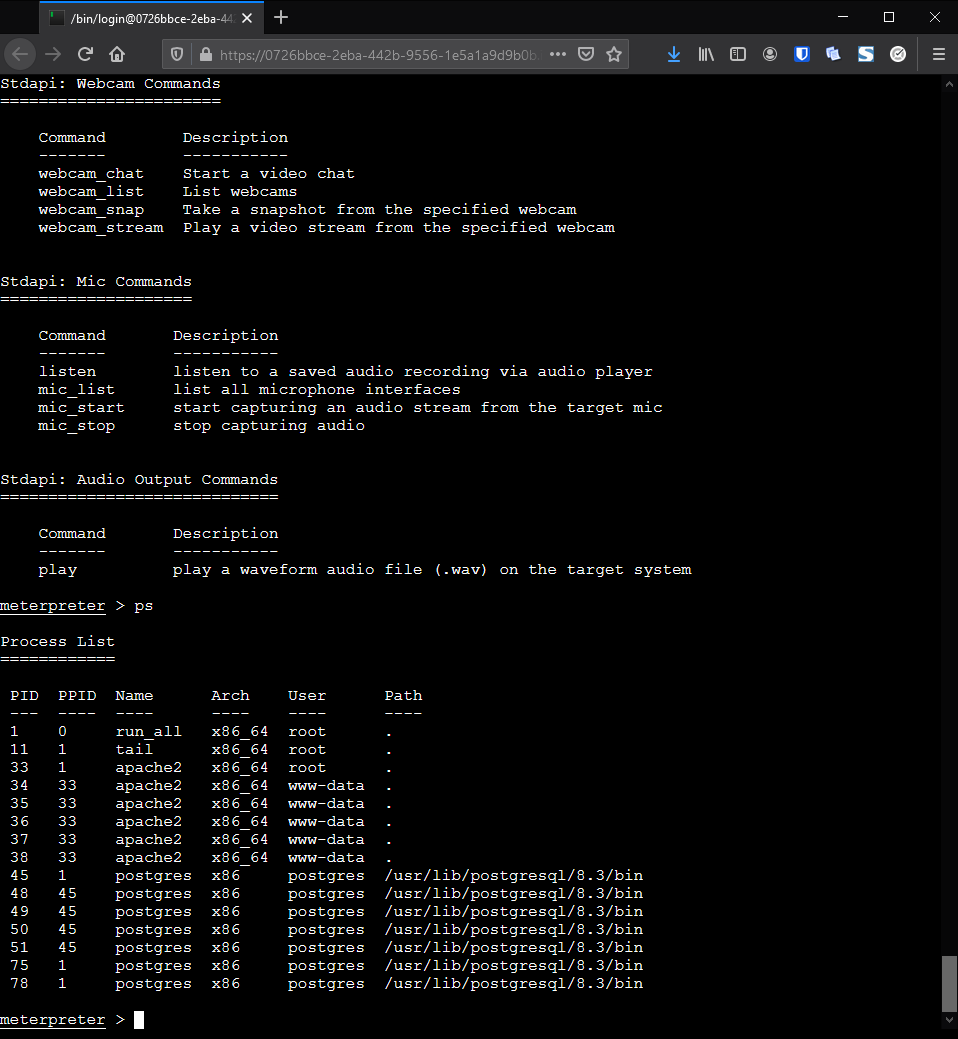 /bin/login@0726bbce-2eba-44
https://0726bbce-2eba-442b-9556-1e5a1a9d9b0b
Stdapi: Webcam Commands
=======================
Command Description
------- -----------
webcam_chat Start a video chat
webcam_list List webcams
webcam_snap Take a snapshot from the specified webcam
webcam_stream Play a video stream from the specified webcam
Stdapi: Mic Commands
====================
Command Description
------- -----------
listen listen to a saved audio recording via audio player
mic_list list all microphone interfaces
mic_start start capturing an audio stream from the target mic
mic_stop stop capturing audio
Stdapi: Audio Output Commands
=============================
Command Description
------- -----------
play play a waveform audio file (.wav) on the target system
meterpreter > ps
Process List
============
PID PPID Name Arch User Path
--- ---- ---- ---- ---- ----
1 0 run_all x86_64 root .
11 1 tail x86_64 root .
33 1 apache2 x86_64 root .
34 33 apache2 x86_64 www-data .
35 33 apache2 x86_64 www-data .
36 33 apache2 x86_64 www-data .
37 33 apache2 x86_64 www-data .
38 33 apache2 x86_64 www-data .
45 1 postgres x86 postgres /usr/lib/postgresql/8.3/bin
48 45 postgres x86 postgres /usr/lib/postgresql/8.3/bin
49 45 postgres x86 postgres /usr/lib/postgresql/8.3/bin
50 45 postgres x86 postgres /usr/lib/postgresql/8.3/bin
51 45 postgres x86 postgres /usr/lib/postgresql/8.3/bin
75 1 postgres x86 postgres /usr/lib/postgresql/8.3/bin
78 1 postgres x86 postgres /usr/lib/postgresql/8.3/bin
meterpreter >